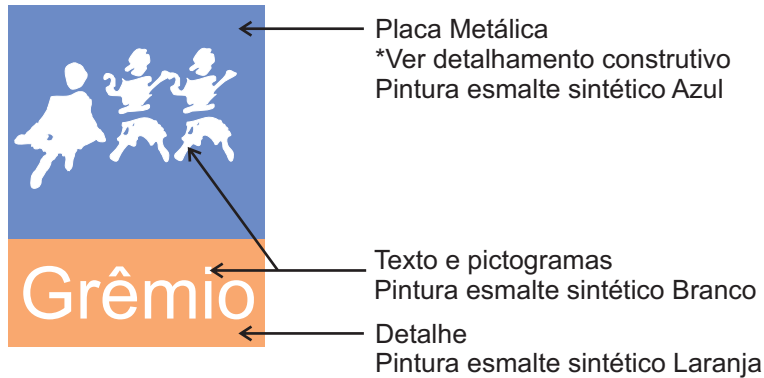 Placa Metálica
*Ver detalhamento construtivo
Pintura esmalte sintético Azul
Texto e pictogramas
Pintura esmalte sintético Branco
Grêmio
Detalhe
Pintura esmalte sintético Laranja